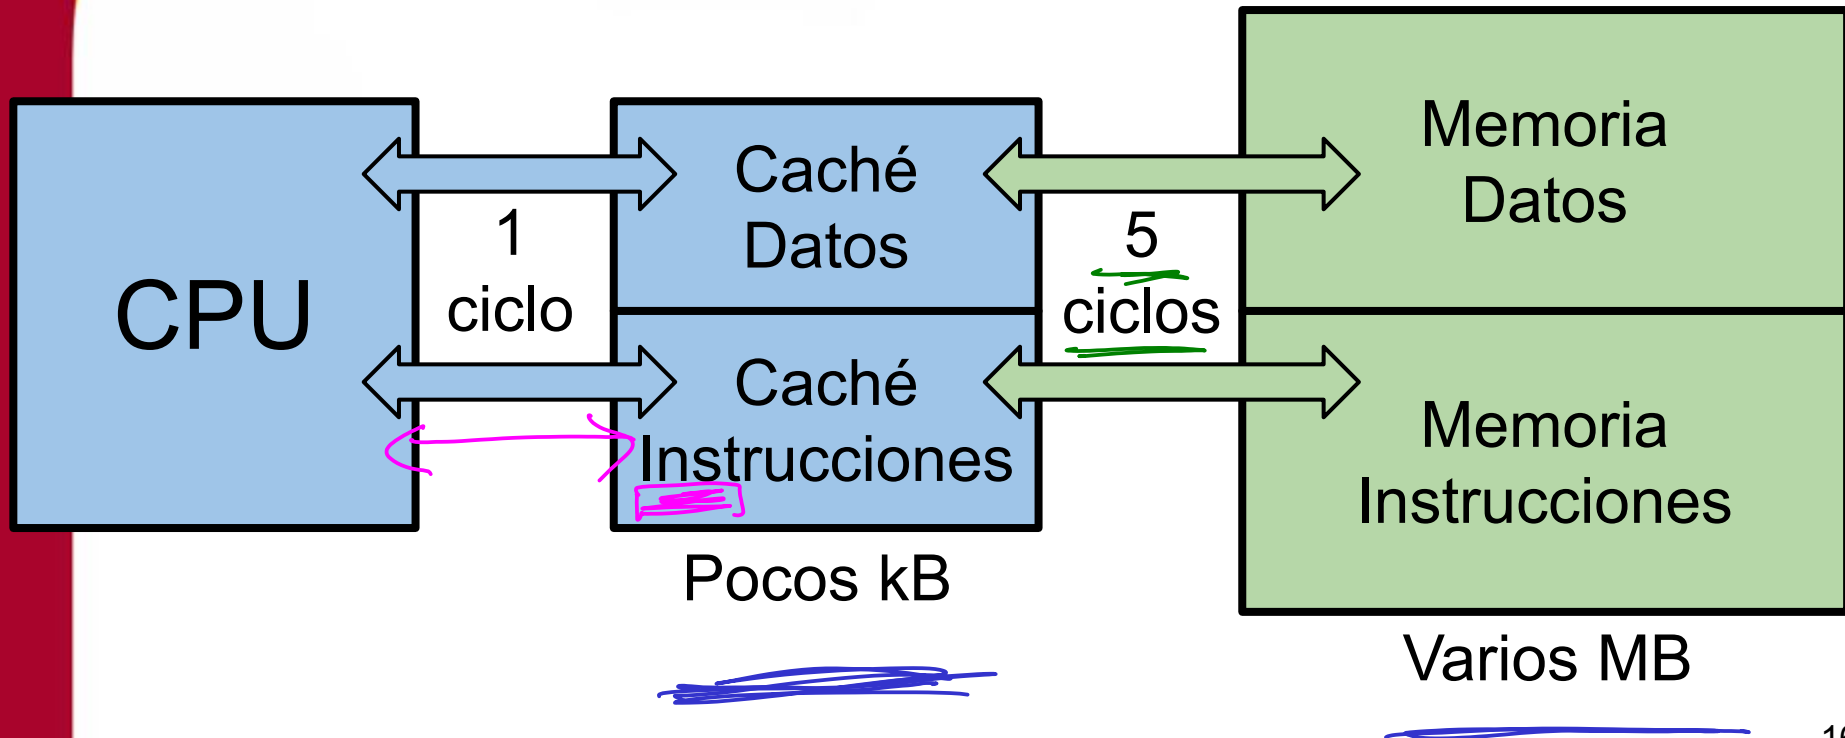 CPU
1
ciclo
Caché
Datos
Caché
Instrucciones
Pocos kB
5
ciclos
Memoria
Datos
Memoria
Instrucciones
Varios MB